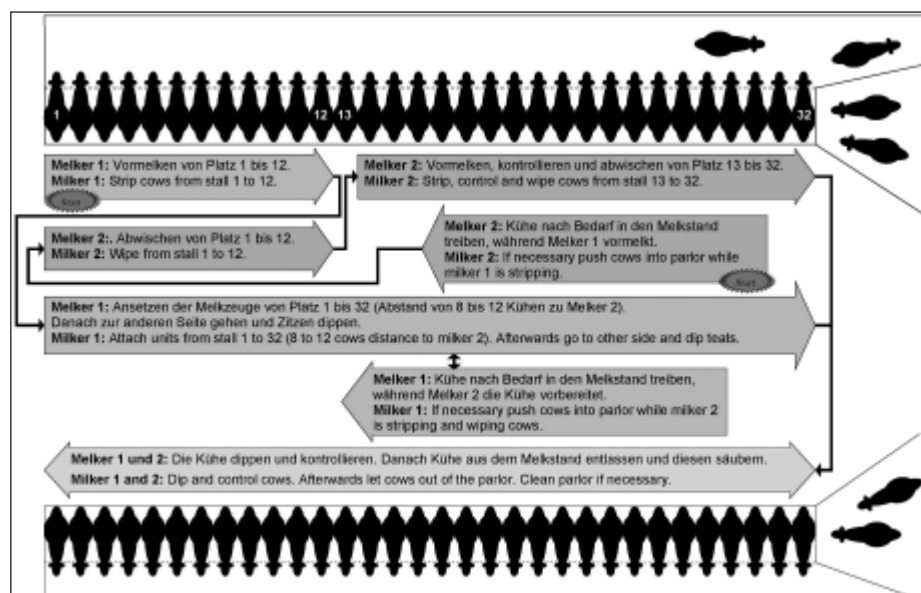 1
12
13
32
Melker 1: Vormelken von Platz 1 bis 12.
Milker 1: Strip cows from stall 1 to 12.
Start
Melker 2: Vormelken, kontrollieren und abwischen von Platz 13 bis 32.
Milker 2: Strip, control and wipe cows from stall 13 to 32.
Melker 2:. Abwischen von Platz 1 bis 12.
Milker 2: Wipe from stall 1 to 12.
Melker 2: Kühe nach Bedarf in den Melkstand
treiben, während Melker 1 vormelkt.
Milker 2: If necessary push cows into parlor while
milker 1 is stripping.
Start
Melker 1: Ansetzen der Melkzeuge von Platz 1 bis 32 (Abstand von 8 bis 12 Kühen zu Melker 2).
Danach zur anderen Seite gehen und Zitzen dippen.
Milker 1: Attach units from stall 1 to 32 (8 to 12 cows distance to milker 2). Afterwards go to other side and dip teats.
Melker 1: Kühe nach Bedarf in den Melkstand treiben,
während Melker 2 die Kühe vorbereitet.
Milker 1: If necessary push cows into parlor while milker 2
is stripping and wiping cows.
Melker 1 und 2: Die Kühe dippen und kontrollieren. Danach Kühe aus dem Melkstand entlassen und diesen säubern.
Milker 1 and 2: Dip and control cows. Afterwards let cows out of the parlor. Clean parlor if necessary.